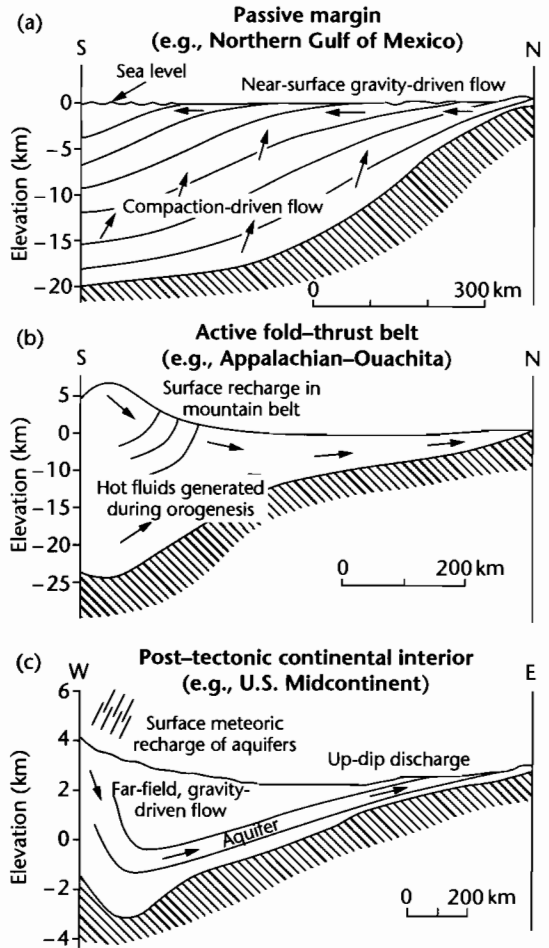 (a)
Passive margin
(e.g., Northern Gulf of Mexico)
S
N
Sea level
Near-surface gravity-driven flow
Compaction-driven flow
Elevation (km)
0
−5
−10
−15
−20
0 300 km
(b)
Active fold–thrust belt
(e.g., Appalachian–Ouachita)
S
N
Surface recharge in
mountain belt
Hot fluids generated
during orogenesis
Elevation (km)
5
0
−5
−10
−15
−20
−25
0 200 km
(c)
Post–tectonic continental interior
(e.g., U.S. Midcontinent)
W
E
Surface meteoric
recharge of aquifers
Up-dip discharge
Far-field, gravity-
driven flow
Aquifer
Elevation (km)
6
4
2
0
−2
−4
0 200 km